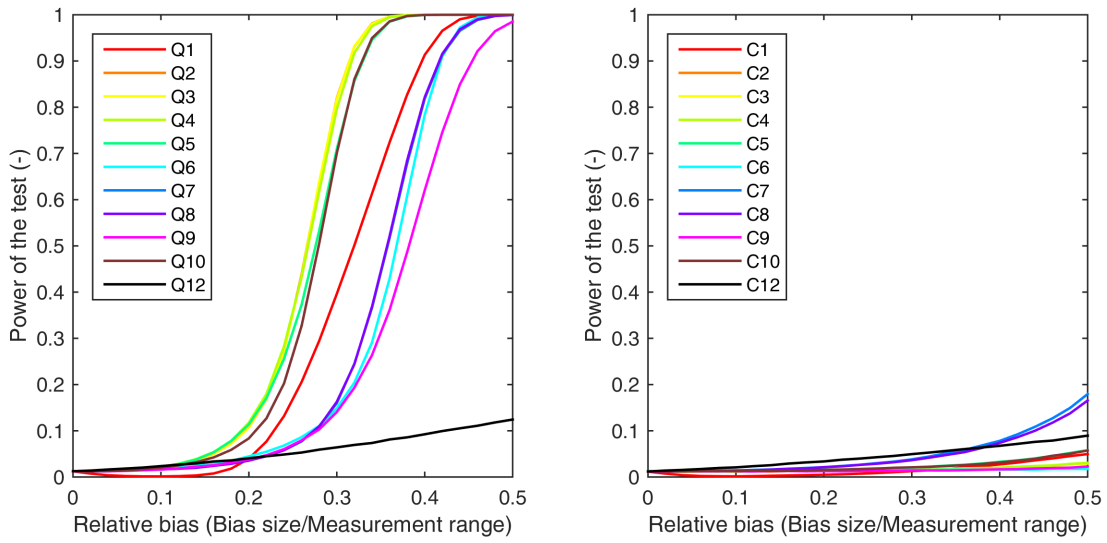 1
0.9
0.8
0.7
0.6
0.5
0.4
0.3
0.2
0.1
0
Power of the test (-)
Q1
Q2
Q3
Q4
Q5
Q6
Q7
Q8
Q9
Q10
Q12
0 0.1 0.2 0.3 0.4 0.5
Relative bias (Bias size/Measurement range)
1
0.9
0.8
0.7
0.6
0.5
0.4
0.3
0.2
0.1
0
Power of the test (-)
C1
C2
C3
C4
C5
C6
C7
C8
C9
C10
C12
0 0.1 0.2 0.3 0.4 0.5
Relative bias (Bias size/Measurement range)